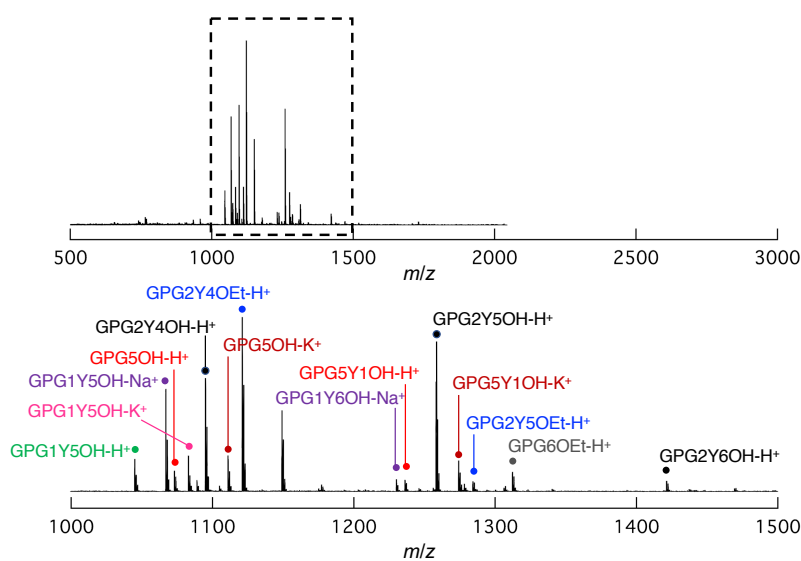 500 1000 1500 2000 2500 3000
m/z
GPG2Y4OEt-H⁺
GPG2Y4OH-H⁺
GPG2Y5OH-H⁺
GPG5OH-K⁺
GPG5OH-H⁺
GPG5Y1OH-H⁺
GPG1Y5OH-Na⁺
GPG5Y1OH-K⁺
GPG1Y6OH-Na⁺
GPG1Y5OH-K⁺
GPG2Y5OEt-H⁺
GPG1Y5OH-H⁺
GPG6OEt-H⁺
GPG2Y6OH-H⁺
1000 1100 1200 1300 1400 1500
m/z